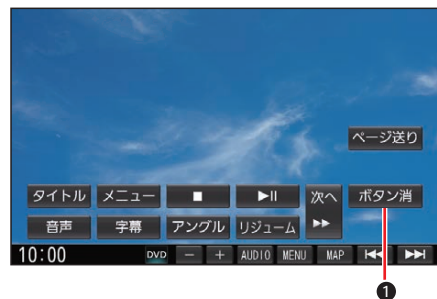 ページ送り
タイトル メニュー ■ ▶II 次へ ボタン消
音声 字幕 アングル リジューム ▶▶
10:00 DVD − + AUDIO MENU MAP I◀◀ ▶▶I
❶